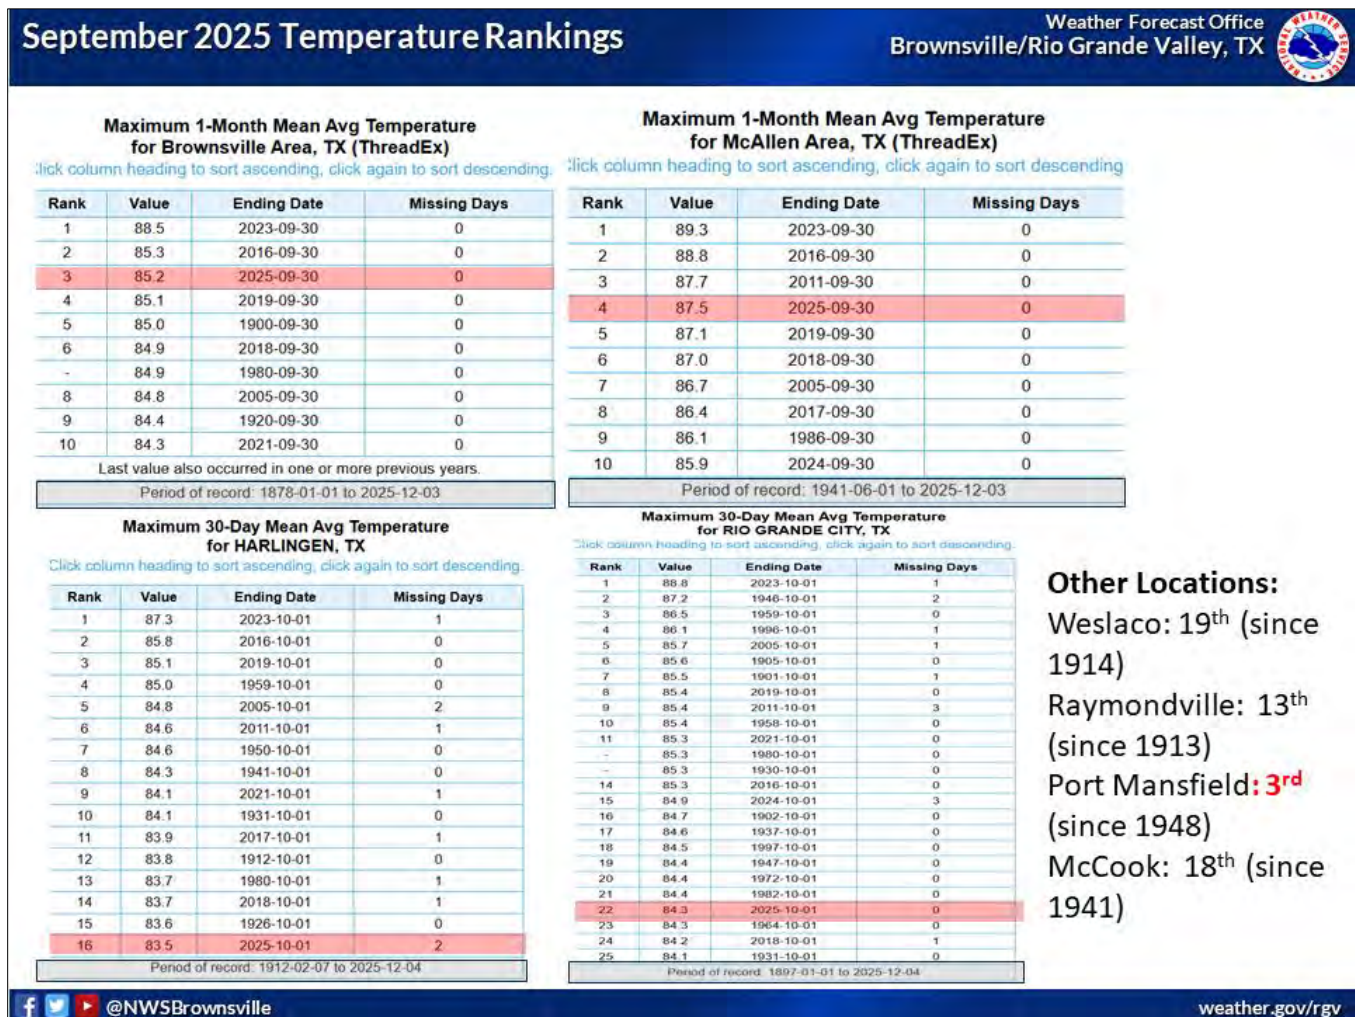 September 2025 Temperature Rankings
Weather Forecast Office
Brownsville/Rio Grande Valley, TX
NATIONAL WEATHER SERVICE
Maximum 1-Month Mean Avg Temperature
for Brownsville Area, TX (ThreadEx)
lick column heading to sort ascending, click again to sort descending.
Rank Value Ending Date Missing Days
1 88.5 2023-09-30 0
2 85.3 2016-09-30 0
3 85.2 2025-09-30 0
4 85.1 2019-09-30 0
5 85.0 1900-09-30 0
6 84.9 2018-09-30 0
- 84.9 1980-09-30 0
8 84.8 2005-09-30 0
9 84.4 1920-09-30 0
10 84.3 2021-09-30 0
Last value also occurred in one or more previous years.
Period of record: 1878-01-01 to 2025-12-03
Maximum 1-Month Mean Avg Temperature
for McAllen Area, TX (ThreadEx)
lick column heading to sort ascending, click again to sort descending
Rank Value Ending Date Missing Days
1 89.3 2023-09-30 0
2 88.8 2016-09-30 0
3 87.7 2011-09-30 0
4 87.5 2025-09-30 0
5 87.1 2019-09-30 0
6 87.0 2018-09-30 0
7 86.7 2005-09-30 0
8 86.4 2017-09-30 0
9 86.1 1986-09-30 0
10 85.9 2024-09-30 0
Period of record: 1941-06-01 to 2025-12-03
Maximum 30-Day Mean Avg Temperature
for HARLINGEN, TX
Click column heading to sort ascending, click again to sort descending.
Rank Value Ending Date Missing Days
1 87.3 2023-10-01 1
2 85.8 2016-10-01 0
3 85.1 2019-10-01 0
4 85.0 1959-10-01 0
5 84.8 2005-10-01 2
6 84.6 2011-10-01 1
7 84.6 1950-10-01 0
8 84.3 1941-10-01 0
9 84.1 2021-10-01 1
10 84.1 1931-10-01 0
11 83.9 2017-10-01 1
12 83.8 1912-10-01 0
13 83.7 1980-10-01 1
14 83.7 2018-10-01 1
15 83.6 1926-10-01 0
16 83.5 2025-10-01 2
Period of record: 1912-02-07 to 2025-12-04
Maximum 30-Day Mean Avg Temperature
for RIO GRANDE CITY, TX
Click column heading to sort ascending, click again to sort descending.
Rank Value Ending Date Missing Days
1 88.8 2023-10-01 1
2 87.2 1946-10-01 2
3 86.5 1959-10-01 0
4 86.1 1996-10-01 1
5 85.7 2005-10-01 1
6 85.6 1905-10-01 0
7 85.5 1901-10-01 1
8 85.4 2019-10-01 0
9 85.4 2011-10-01 3
10 85.4 1958-10-01 0
11 85.3 2021-10-01 0
- 85.3 1980-10-01 0
- 85.3 1930-10-01 0
14 85.3 2016-10-01 0
15 84.9 2024-10-01 3
16 84.7 1902-10-01 0
17 84.6 1937-10-01 0
18 84.5 1997-10-01 0
19 84.4 1947-10-01 0
20 84.4 1972-10-01 0
21 84.4 1982-10-01 0
22 84.3 2025-10-01 0
23 84.3 1964-10-01 0
24 84.2 2018-10-01 1
25 84.1 1931-10-01 0
Period of record: 1897-01-01 to 2025-12-04
Other Locations:
Weslaco: 19th (since
1914)
Raymondville: 13th
(since 1913)
Port Mansfield: 3rd
(since 1948)
McCook: 18th (since
1941)
@NWSBrownsville
weather.gov/rgv